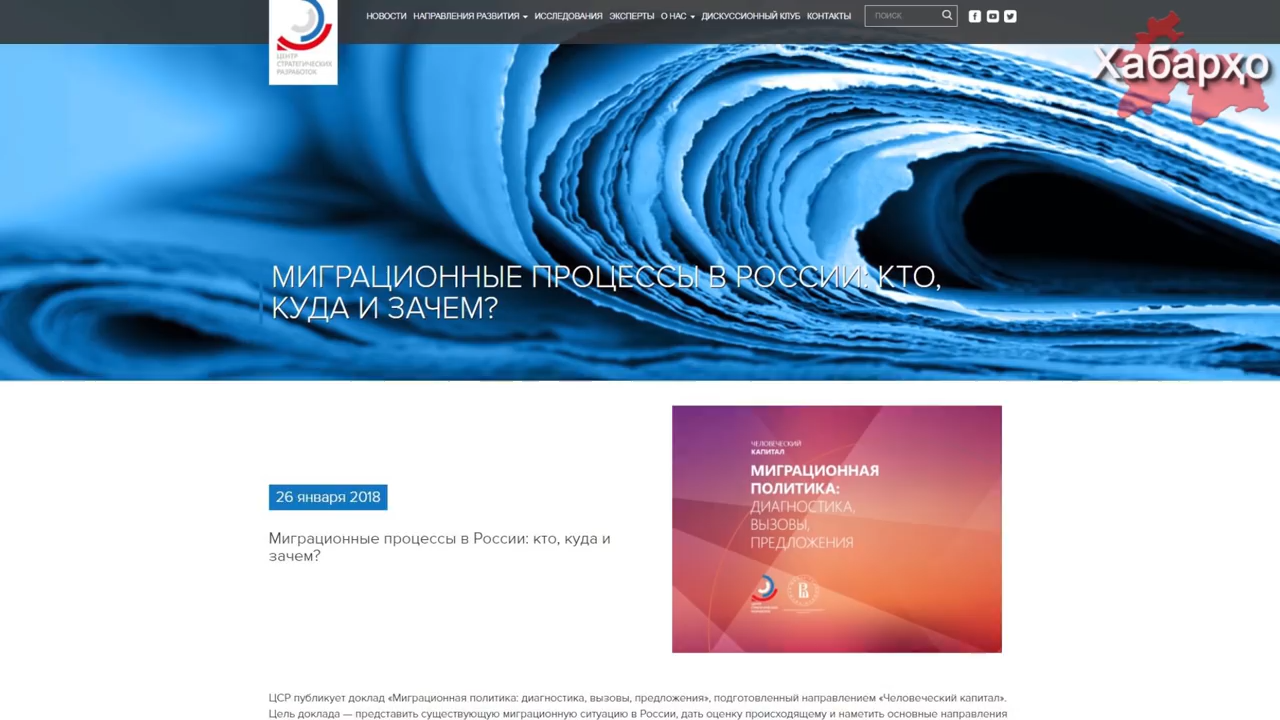 НОВОСТИ НАПРАВЛЕНИЯ РАЗВИТИЯ ИССЛЕДОВАНИЯ ЭКСПЕРТЫ О НАС ДИСКУССИОННЫЙ КЛУБ КОНТАКТЫ ПОИСК
ЦЕНТР
СТРАТЕГИЧЕСКИХ
РАЗРАБОТОК
Хабарҳо
МИГРАЦИОННЫЕ ПРОЦЕССЫ В РОССИИ: КТО,
КУДА И ЗАЧЕМ?
26 января 2018
Миграционные процессы в России: кто, куда и
зачем?
ЧЕЛОВЕЧЕСКИЙ
КАПИТАЛ
МИГРАЦИОННАЯ
ПОЛИТИКА:
ДИАГНОСТИКА,
ВЫЗОВЫ,
ПРЕДЛОЖЕНИЯ
ЦСР публикует доклад «Миграционная политика: диагностика, вызовы, предложения», подготовленный направлением «Человеческий капитал».
Цель доклада — представить существующую миграционную ситуацию в России, дать оценку происходящему и наметить основные направления